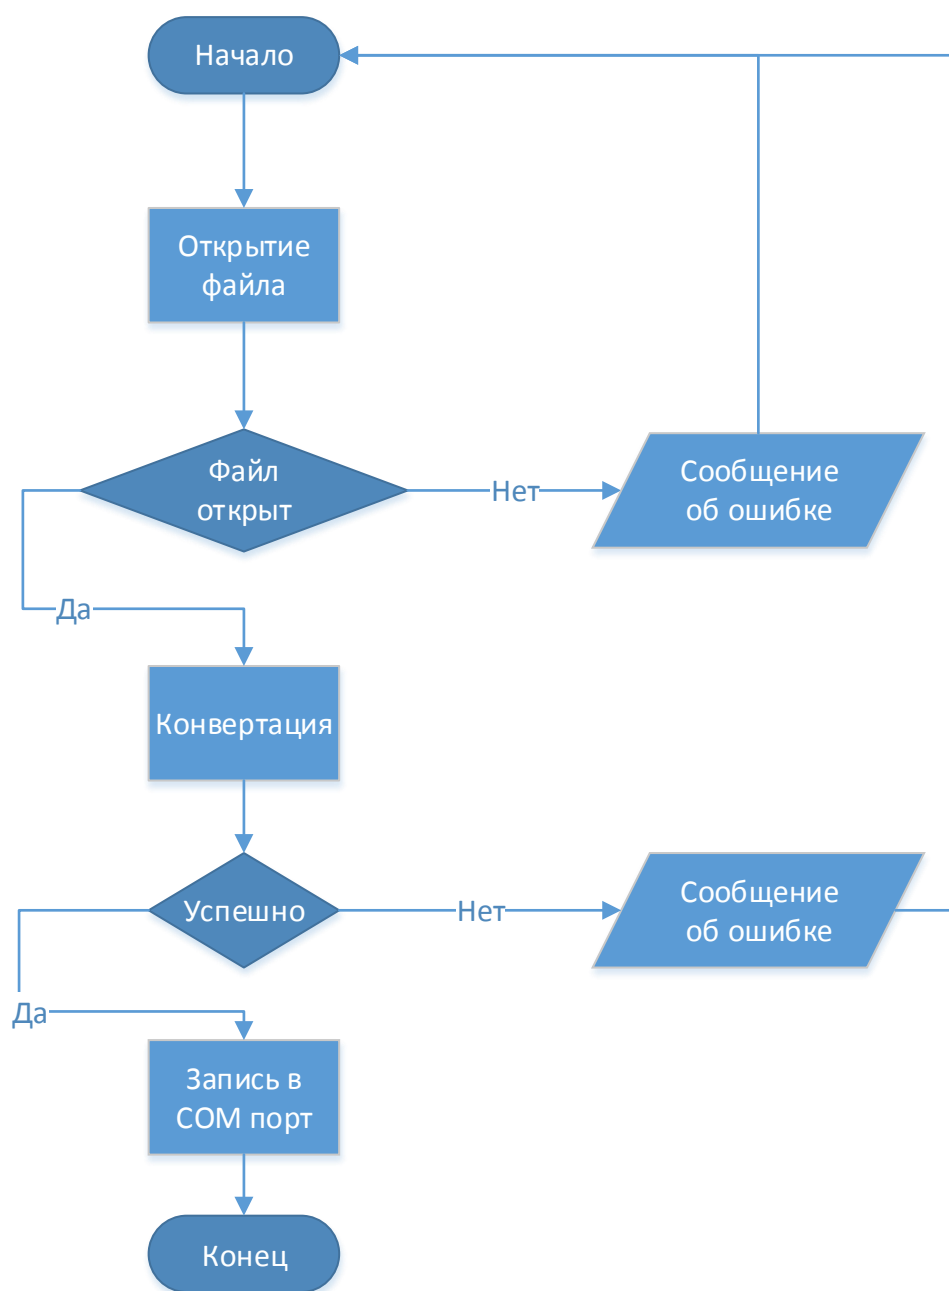 Начало
Открытие
файла
Файл
открыт
Нет
Сообщение
об ошибке
Да
Конвертация
Успешно
Нет
Сообщение
об ошибке
Да
Запись в
COM порт
Конец